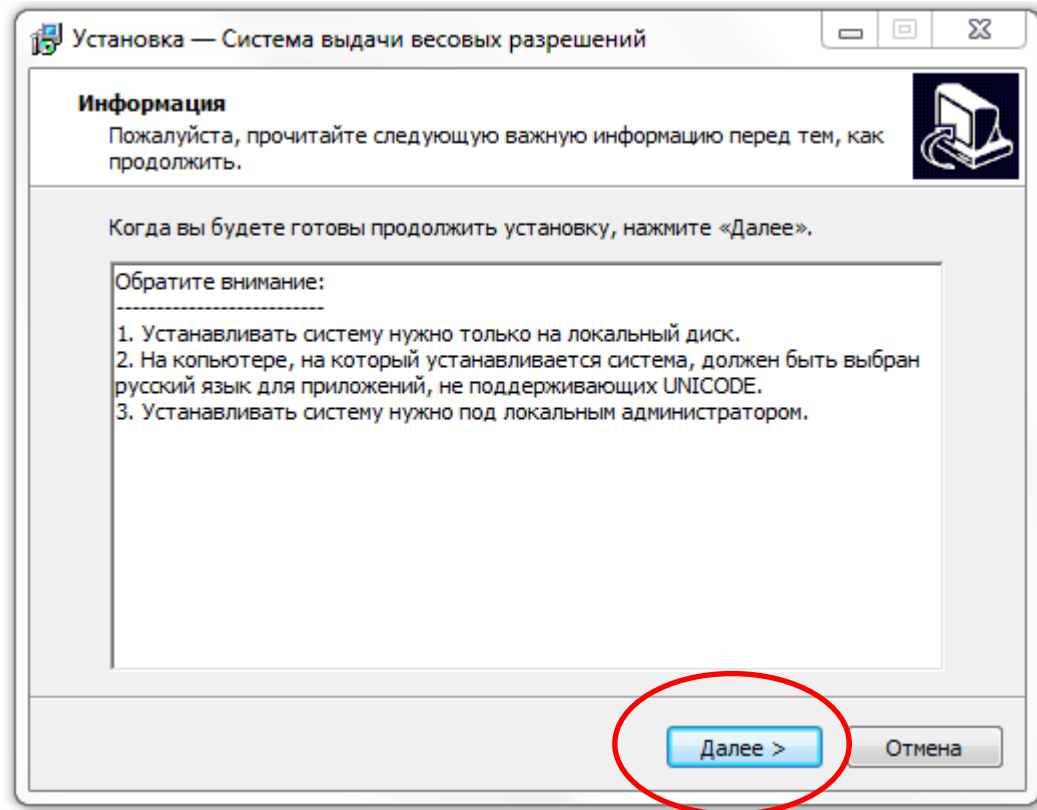 Установка — Система выдачи весовых разрешений
Информация
Пожалуйста, прочитайте следующую важную информацию перед тем, как
продолжить.
Когда вы будете готовы продолжить установку, нажмите «Далее».
Обратите внимание:
--------------------------
1. Устанавливать систему нужно только на локальный диск.
2. На копьютере, на который устанавливается система, должен быть выбран
русский язык для приложений, не поддерживающих UNICODE.
3. Устанавливать систему нужно под локальным администратором.
Далее >
Отмена